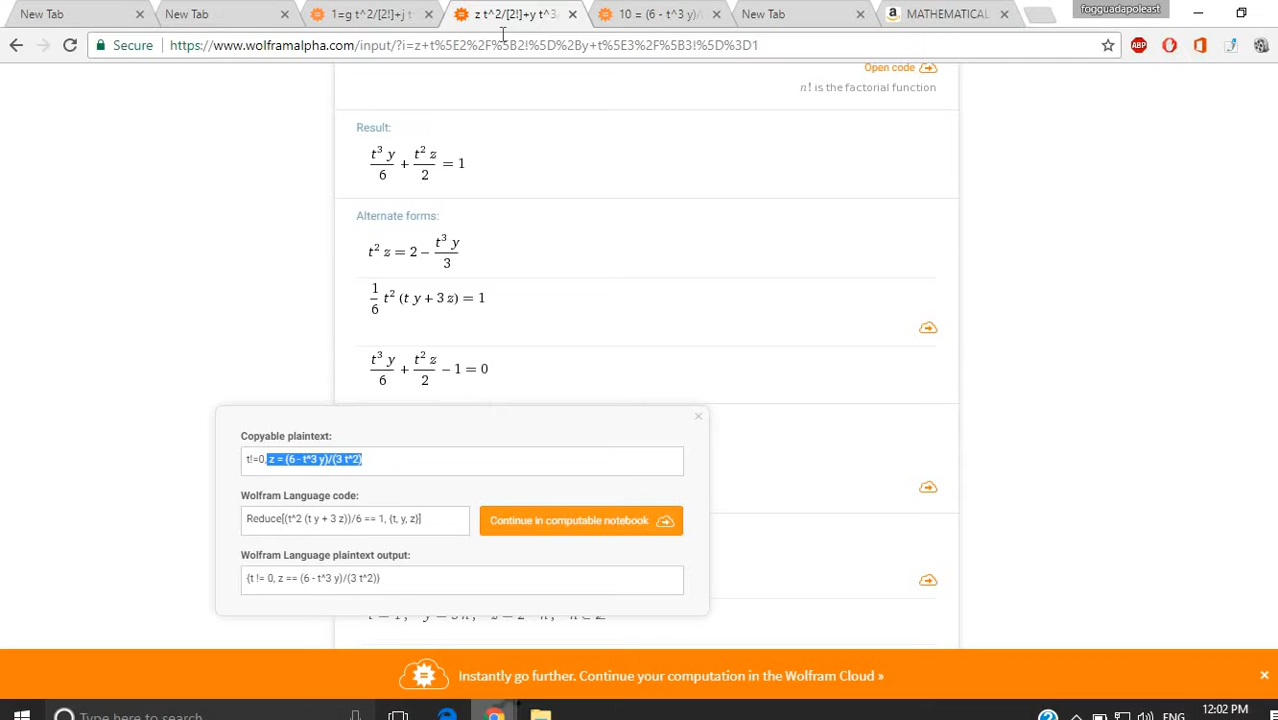 New Tab
New Tab
1=g t^2/[2!]+j t
z t^2/[2!]+y t^3
10 = (6 - t^3 y)/
New Tab
MATHEMATICAL
fogguadapoleast
Secure
https://www.wolframalpha.com/input/?i=z+t%5E2%2F%5B2!%5D%2By+t%5E3%2F%5B3!%5D%3D1
Open code
n! is the factorial function
Result:
t³ y/6 + t² z/2 = 1
Alternate forms:
t² z = 2 − t³ y/3
1/6 t² (t y + 3 z) = 1
t³ y/6 + t² z/2 − 1 = 0
Copyable plaintext:
t!=0, z = (6 - t^3 y)/(3 t^2)
Wolfram Language code:
Reduce[(t^2 (t y + 3 z))/6 == 1, {t, y, z}]
Continue in computable notebook
Wolfram Language plaintext output:
{t != 0, z == (6 - t^3 y)/(3 t^2)}
Instantly go further. Continue your computation in the Wolfram Cloud »
Type here to search
ENG
12:02 PM